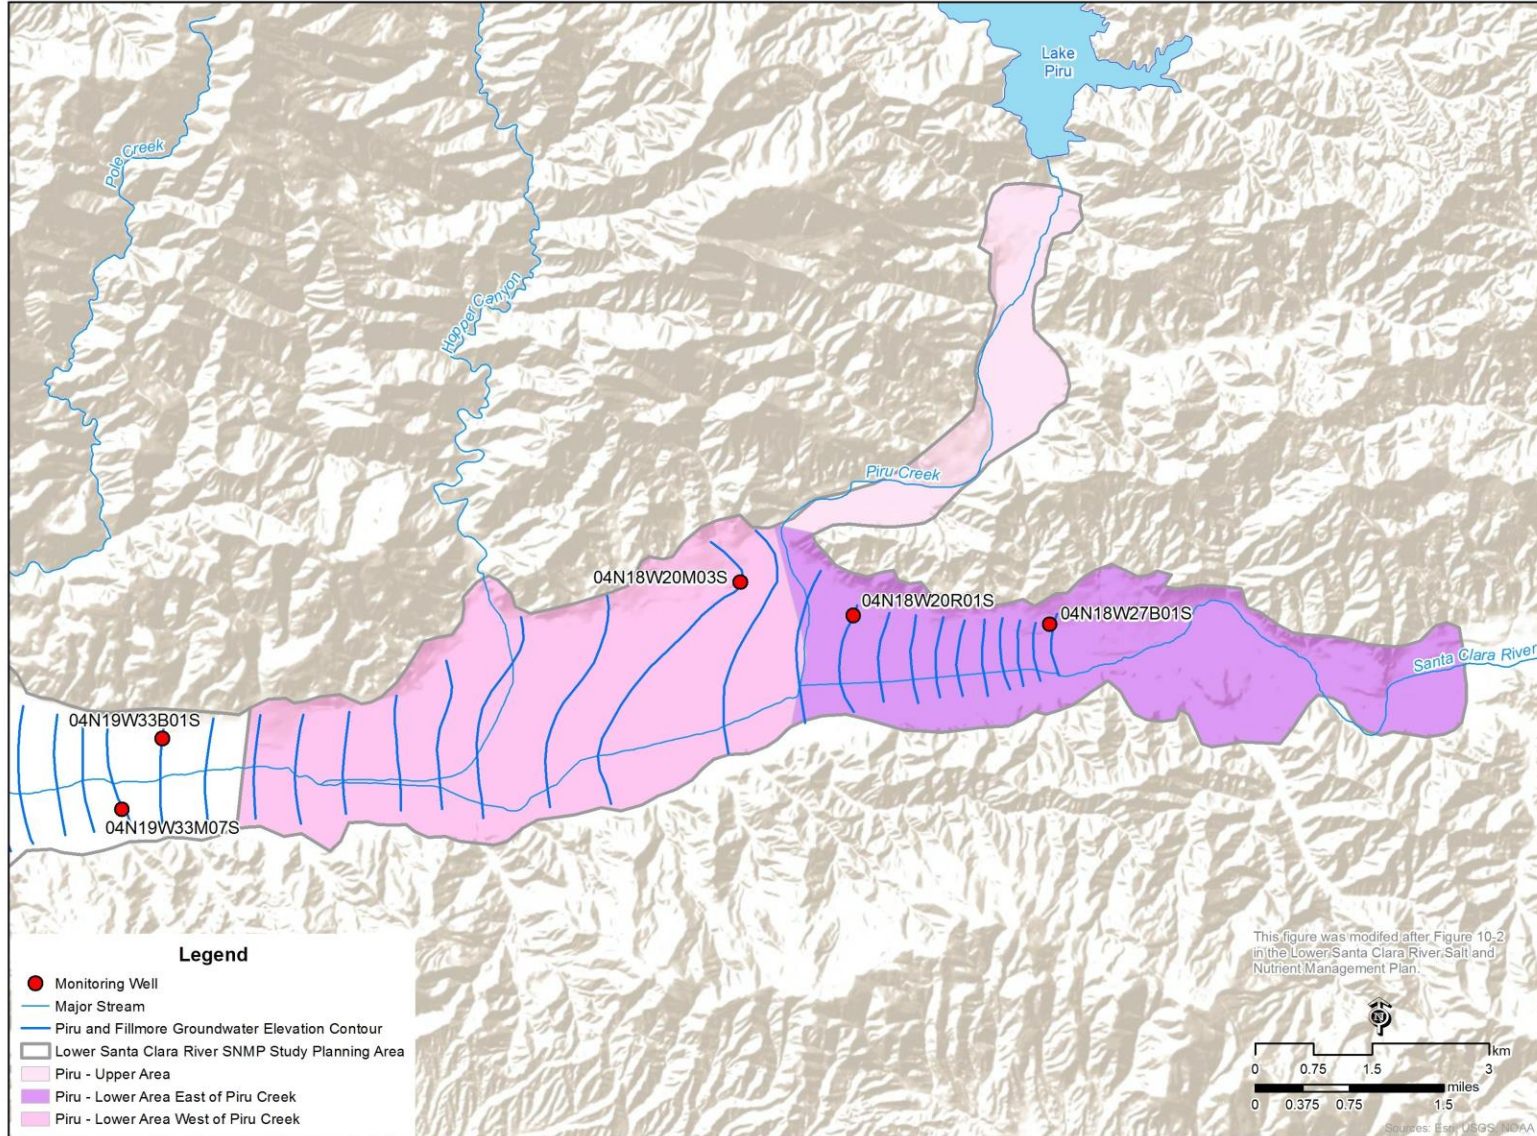 Lake
Piru
Pole Creek
Hopper Canyon
Piru Creek
04N18W20M03S
04N18W20R01S
04N18W27B01S
Santa Clara River
04N19W33B01S
04N19W33M07S
Legend
Monitoring Well
Major Stream
Piru and Fillmore Groundwater Elevation Contour
Lower Santa Clara River SNMP Study Planning Area
Piru - Upper Area
Piru - Lower Area East of Piru Creek
Piru - Lower Area West of Piru Creek
This figure was modifed after Figure 10-2
in the Lower Santa Clara River Salt and
Nutrient Management Plan.
N
km
0 0.75 1.5 3
miles
0 0.375 0.75 1.5
Sources: Esri, USGS, NOAA